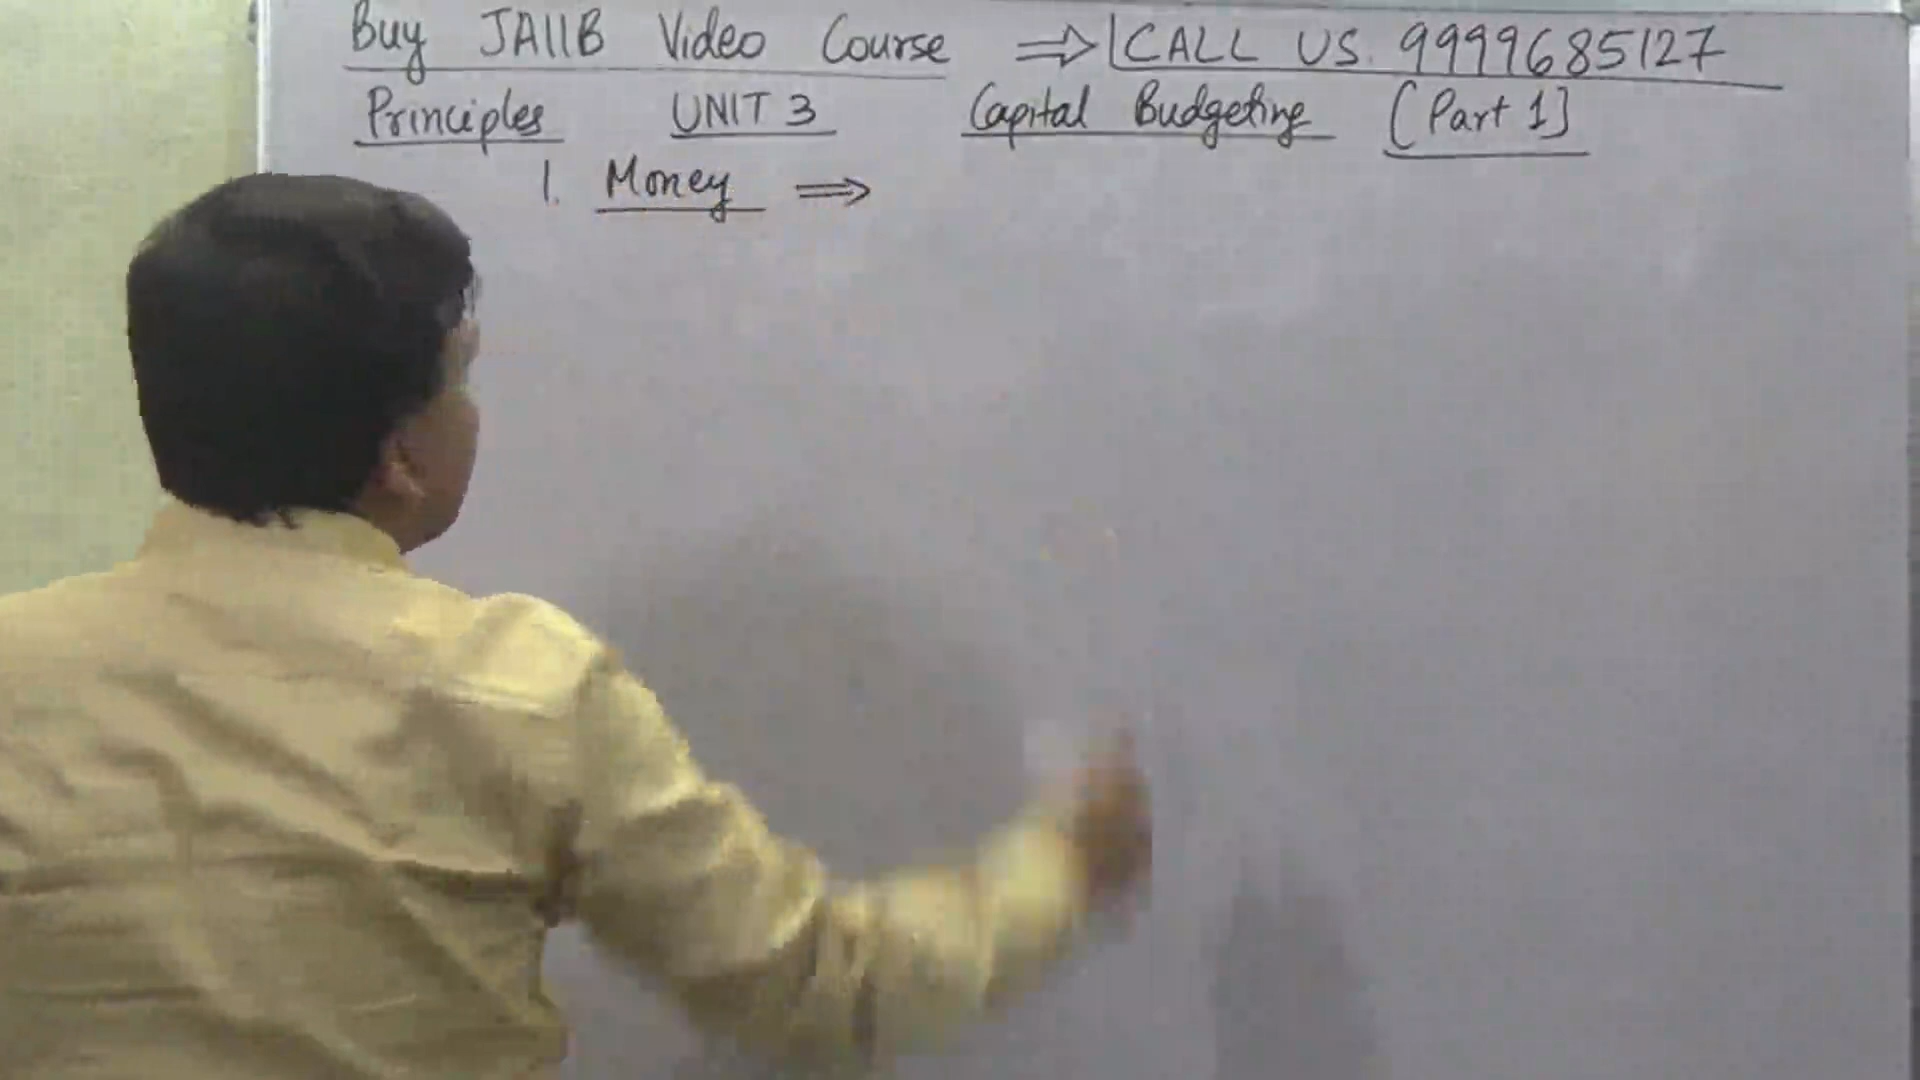 Buy JAIIB Video Course ⇒ CALL US. 9999685127
Principles UNIT 3 Capital Budgeting [Part 1]
1. Money ⇒